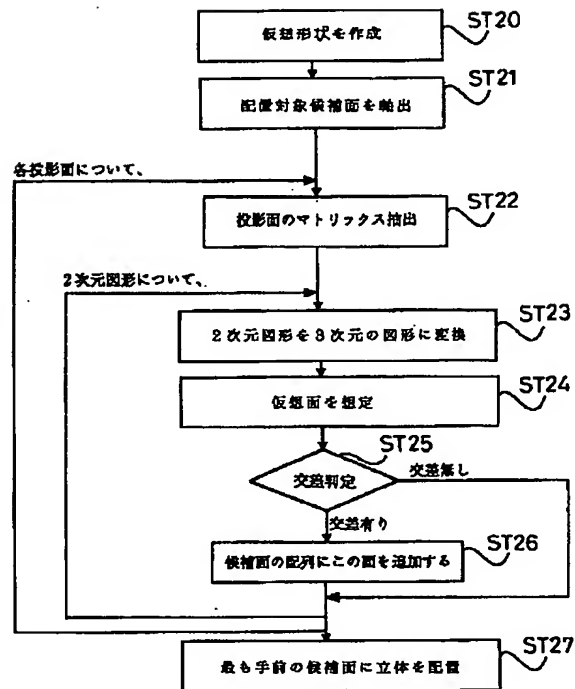 ST20
仮想形状を作成
ST21
配置対象候補面を軸出
各投影面について、
ST22
投影面のマトリックス抽出
2次元図形について、
ST23
2次元図形を3次元の図形に変換
ST24
仮想面を想定
ST25
交差判定
交差無し
交差有り
ST26
候補面の配列にこの面を追加する
ST27
最も手前の候補面に立体を配置